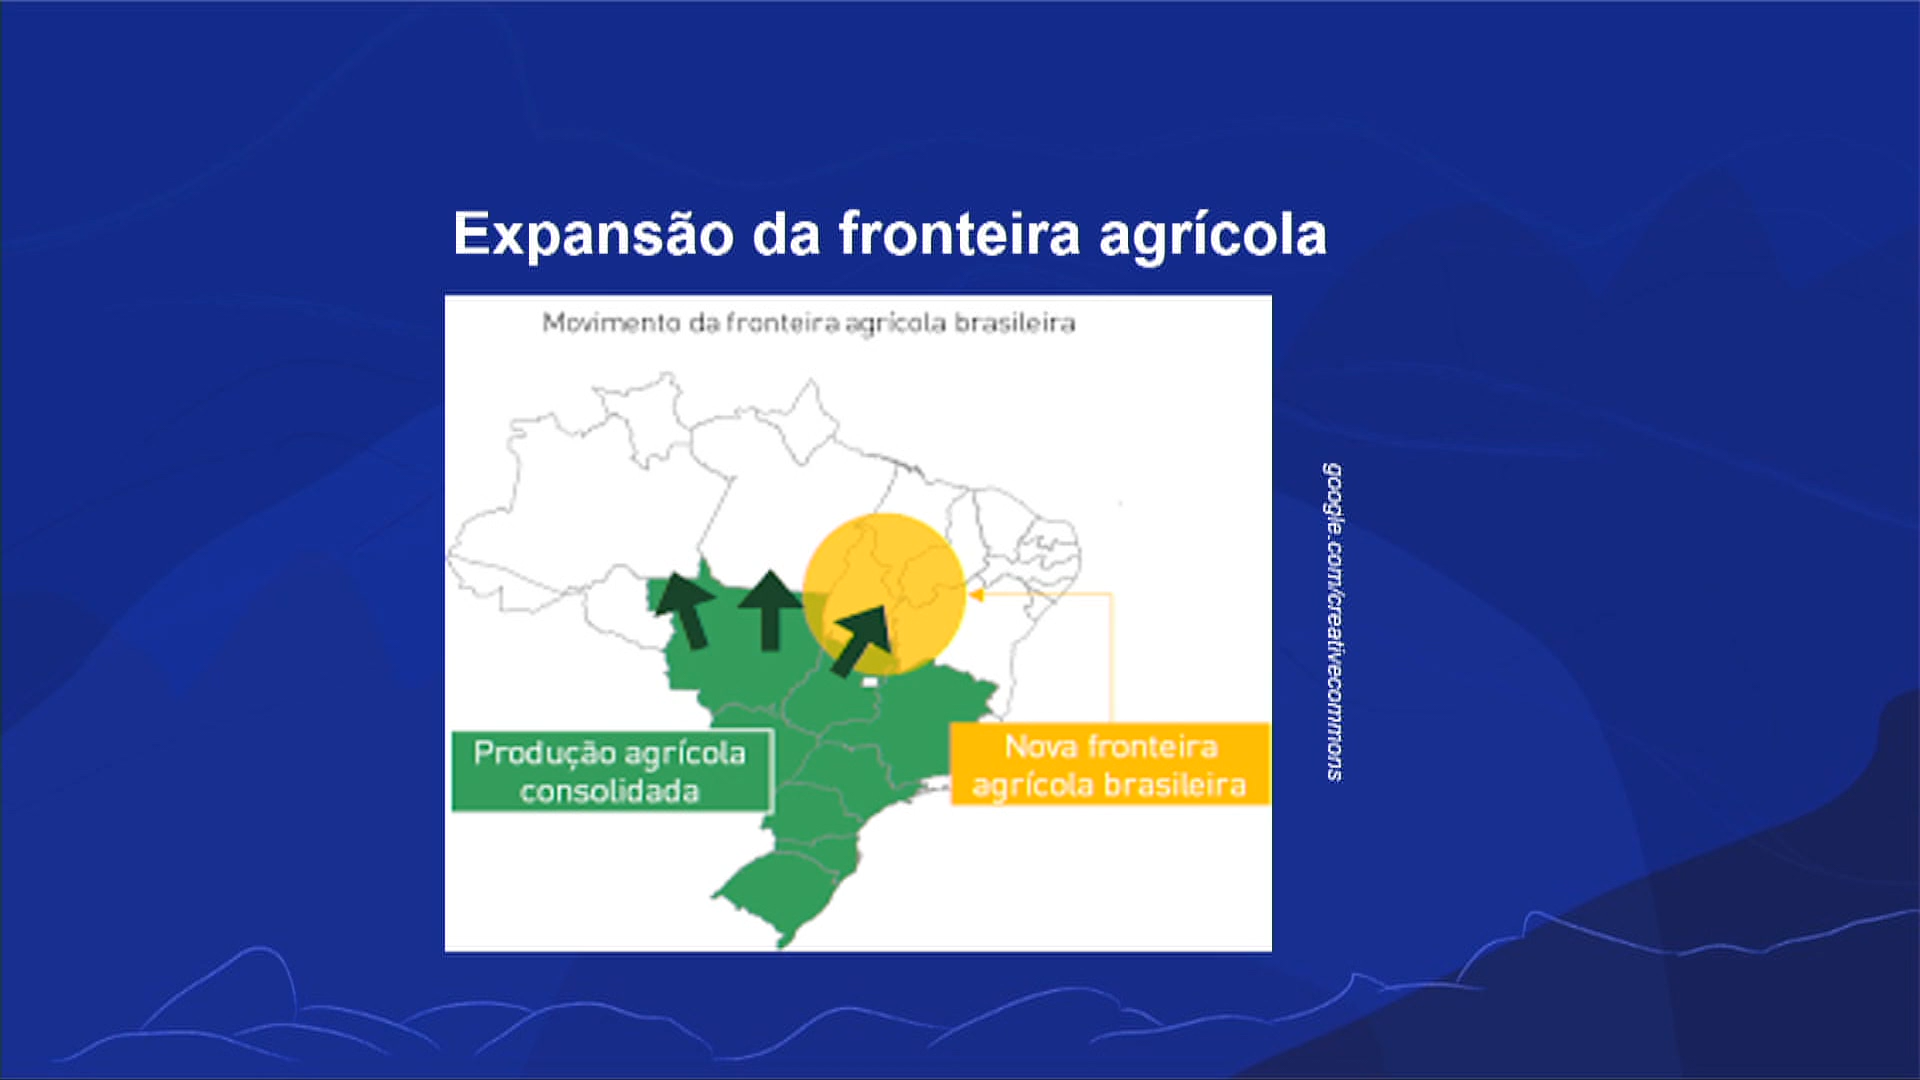 Expansão da fronteira agrícola
Movimento da fronteira agrícola brasileira
Produção agrícola
consolidada
Nova fronteira
agrícola brasileira
google.com/creativecommons